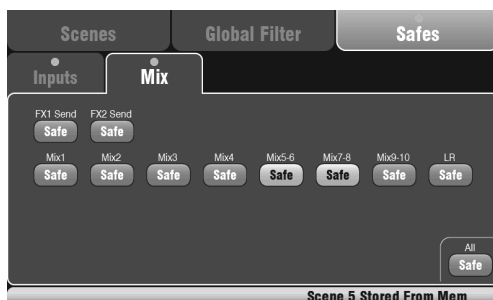 Scenes Global Filter Safes
Inputs Mix
FX1 Send FX2 Send
Safe Safe
Mix1 Mix2 Mix3 Mix4 Mix5-6 Mix7-8 Mix9-10 LR
Safe Safe Safe Safe Safe Safe Safe Safe
All
Safe
Scene 5 Stored From Mem